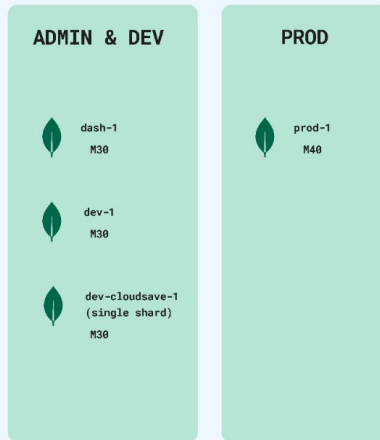 ADMIN & DEV
dash-1
M30
dev-1
M30
dev-cloudsave-1
(single shard)
M30
PROD
prod-1
M40